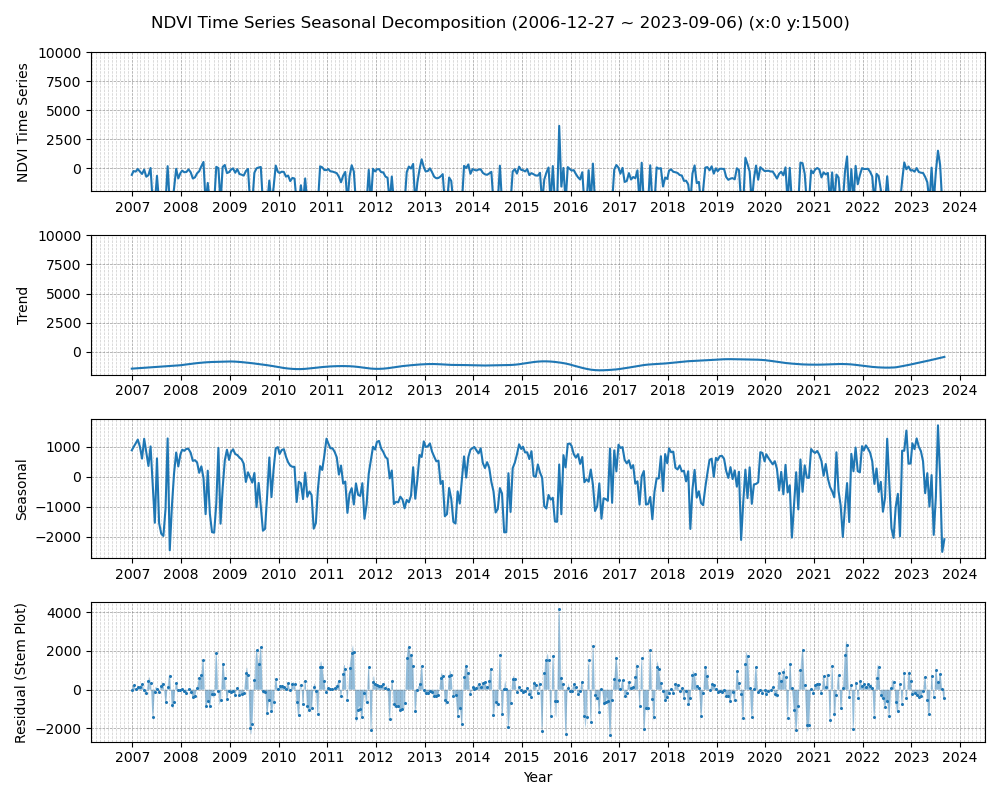 NDVI Time Series Seasonal Decomposition (2006-12-27 ~ 2023-09-06) (x:0 y:1500)
NDVI Time Series
10000
7500
5000
2500
0
2007 2008 2009 2010 2011 2012 2013 2014 2015 2016 2017 2018 2019 2020 2021 2022 2023 2024
Trend
10000
7500
5000
2500
0
2007 2008 2009 2010 2011 2012 2013 2014 2015 2016 2017 2018 2019 2020 2021 2022 2023 2024
Seasonal
1000
0
−1000
−2000
2007 2008 2009 2010 2011 2012 2013 2014 2015 2016 2017 2018 2019 2020 2021 2022 2023 2024
Residual (Stem Plot)
4000
2000
0
−2000
2007 2008 2009 2010 2011 2012 2013 2014 2015 2016 2017 2018 2019 2020 2021 2022 2023 2024
Year